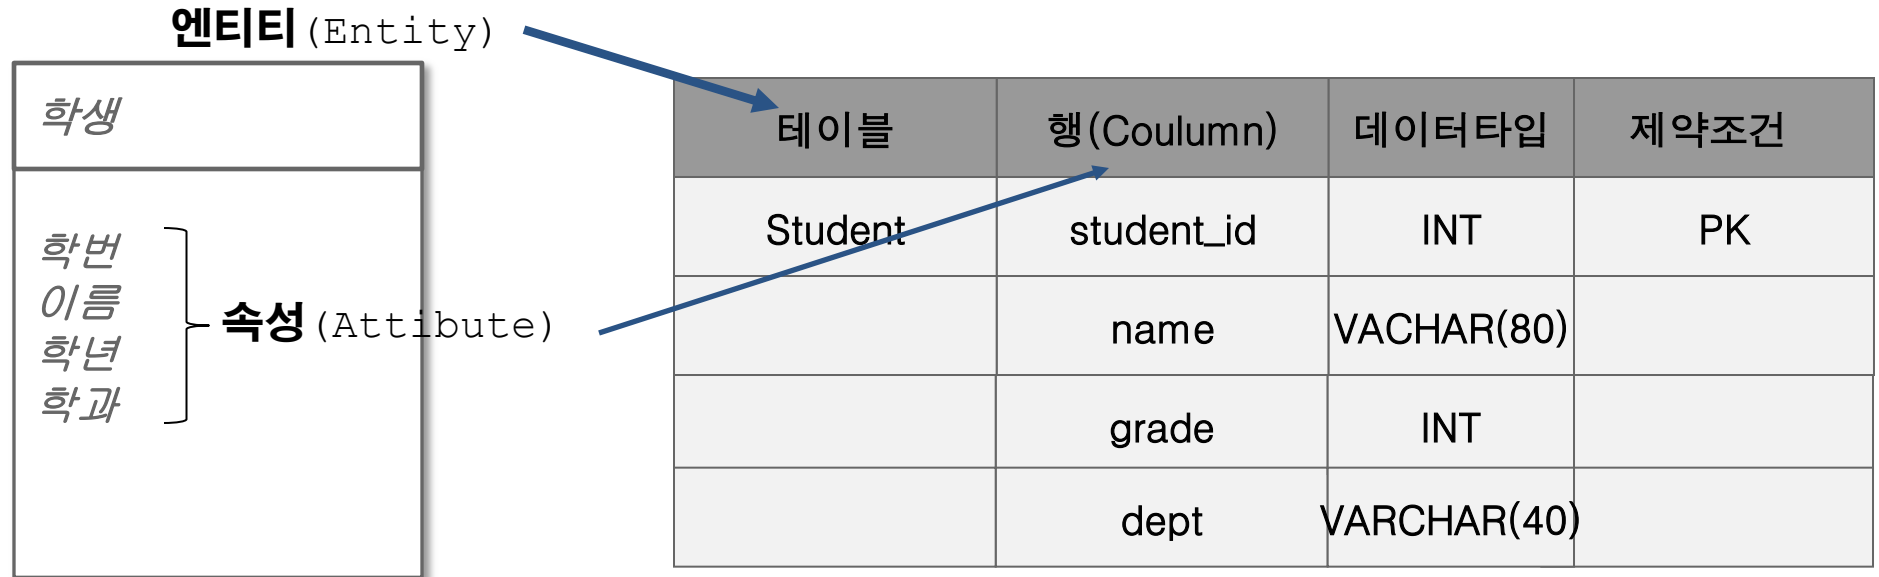 엔티티(Entity)
학생
학번
이름
학년
학과
속성(Attibute)
테이블 행(Coulumn) 데이터타입 제약조건
Student student_id INT PK
name VACHAR(80)
grade INT
dept VARCHAR(40)